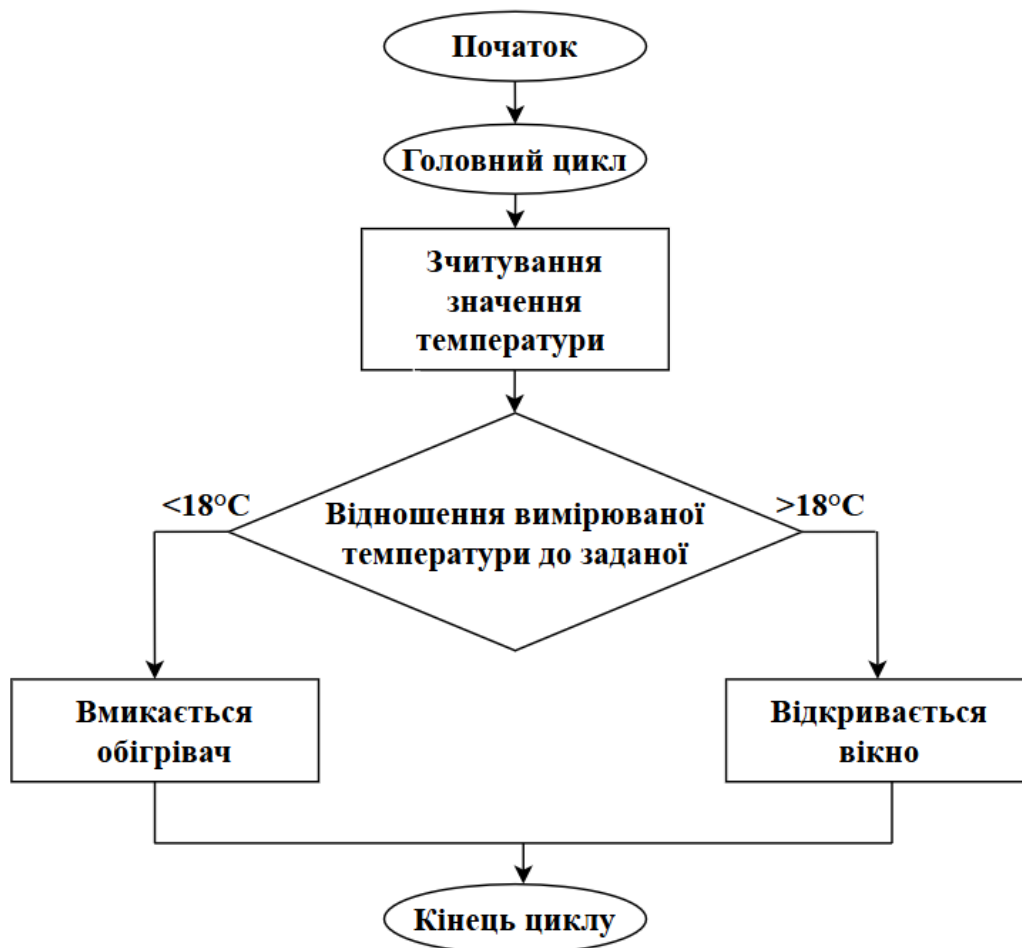 Початок
Головний цикл
Зчитування
значення
температури
<18°C
>18°C
Відношення вимірюваної
температури до заданої
Вмикається
обігрівач
Відкривається
вікно
Кінець циклу